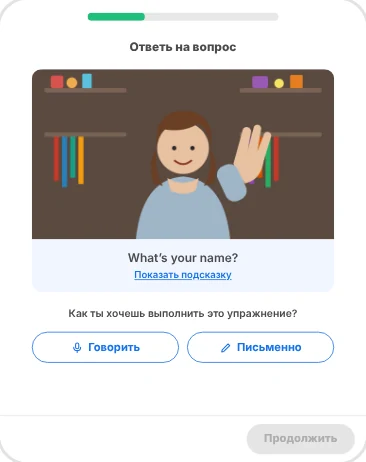 Ответь на вопрос
What's your name?
Показать подсказку
Как ты хочешь выполнить это упражнение?
Говорить
Письменно
Продолжить